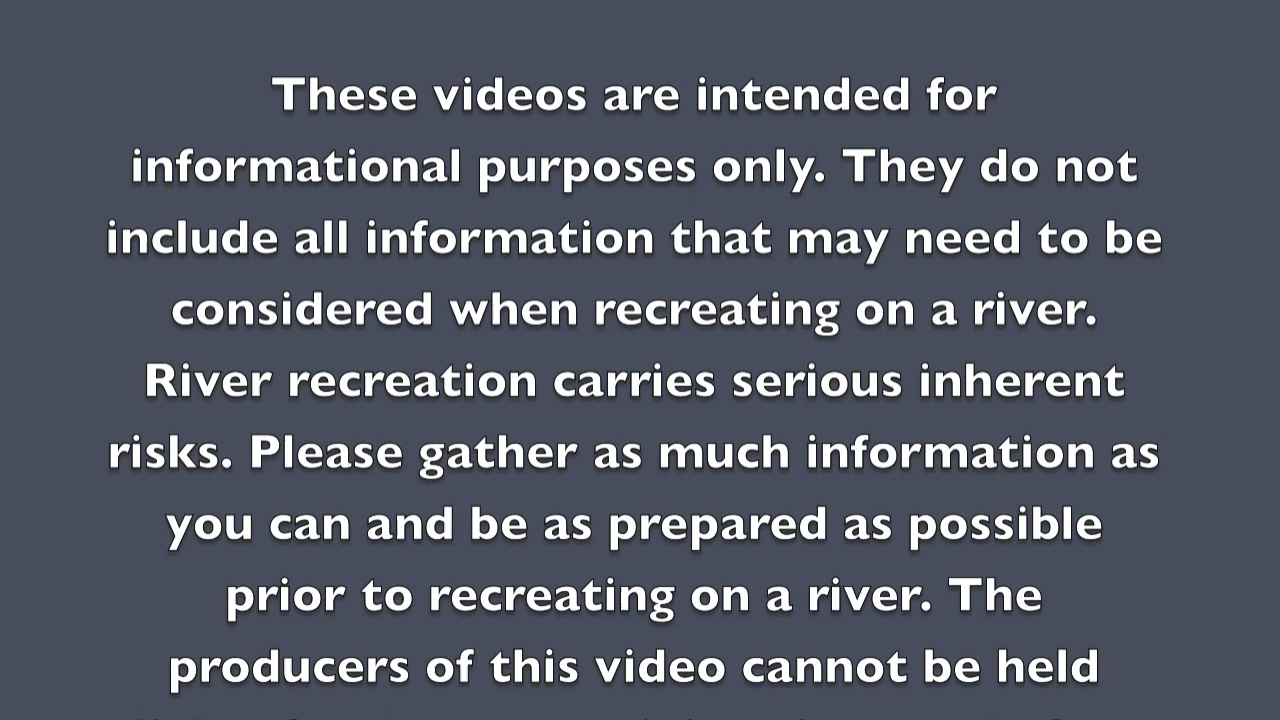 These videos are intended for
informational purposes only. They do not
include all information that may need to be
considered when recreating on a river.
River recreation carries serious inherent
risks. Please gather as much information as
you can and be as prepared as possible
prior to recreating on a river. The
producers of this video cannot be held